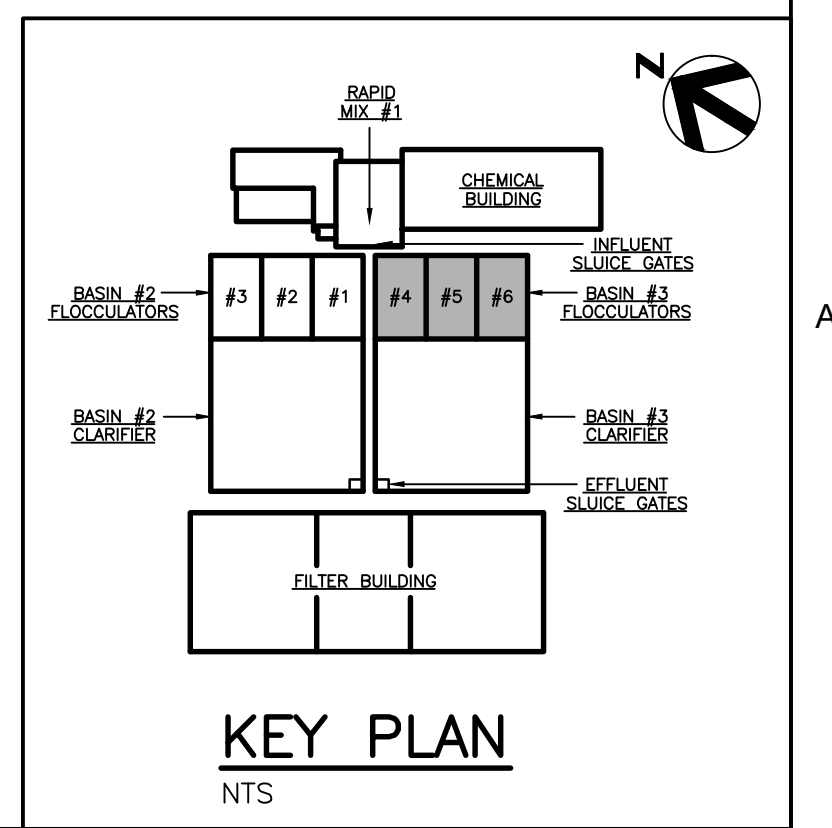 N
RAPID
MIX #1
CHEMICAL
BUILDING
INFLUENT
SLUICE GATES
BASIN #2
FLOCCULATORS
#3 #2 #1 #4 #5 #6
BASIN #3
FLOCCULATORS
A
BASIN #2
CLARIFIER
BASIN #3
CLARIFIER
EFFLUENT
SLUICE GATES
FILTER BUILDING
KEY PLAN
NTS